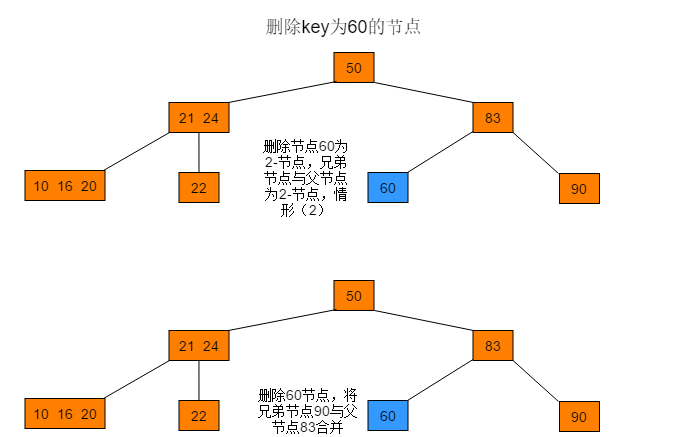 删除key为60的节点
50
21 24
83
删除节点60为
2-节点，兄弟
节点与父节点
为2-节点，情
形（2）
10 16 20
22
60
90
50
21 24
83
删除60节点，将
兄弟节点90与父
节点83合并
10 16 20
22
60
90